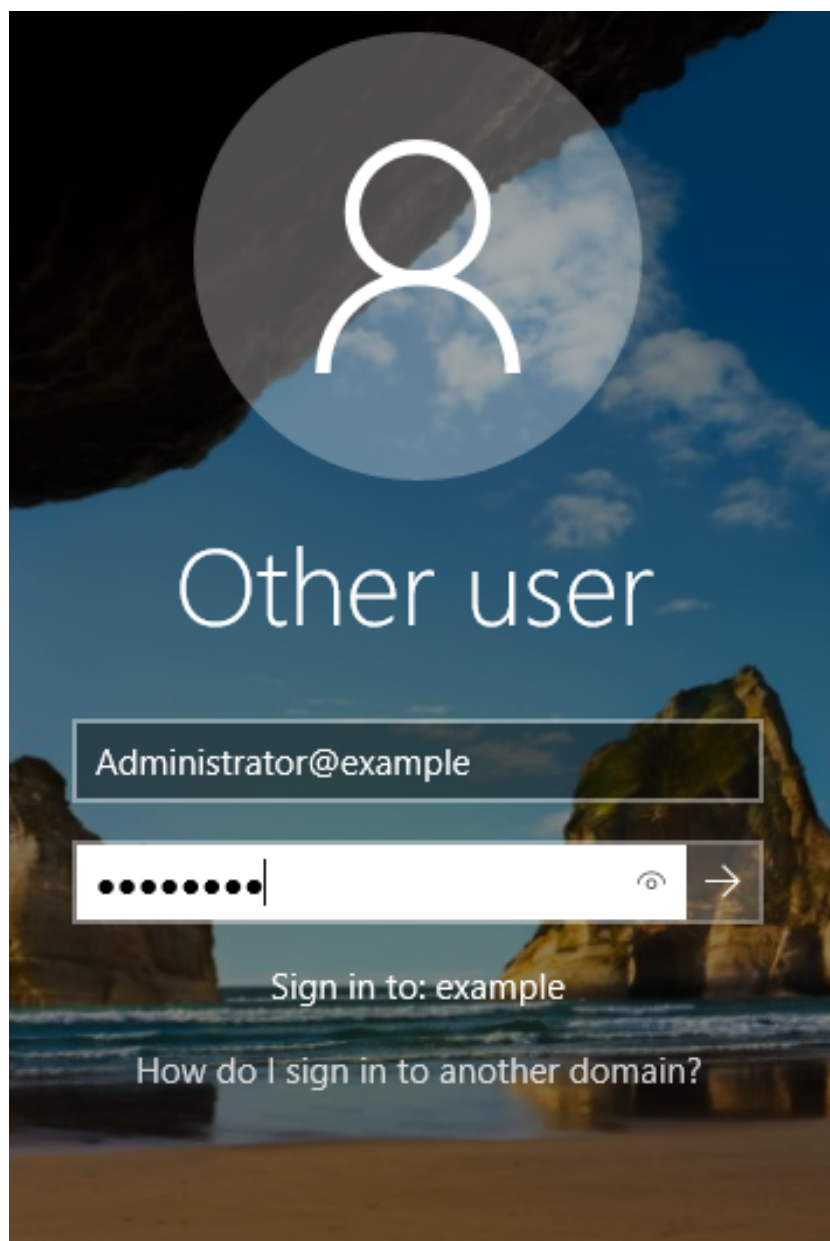 Other user
Administrator@example
••••••••
Sign in to: example
How do I sign in to another domain?